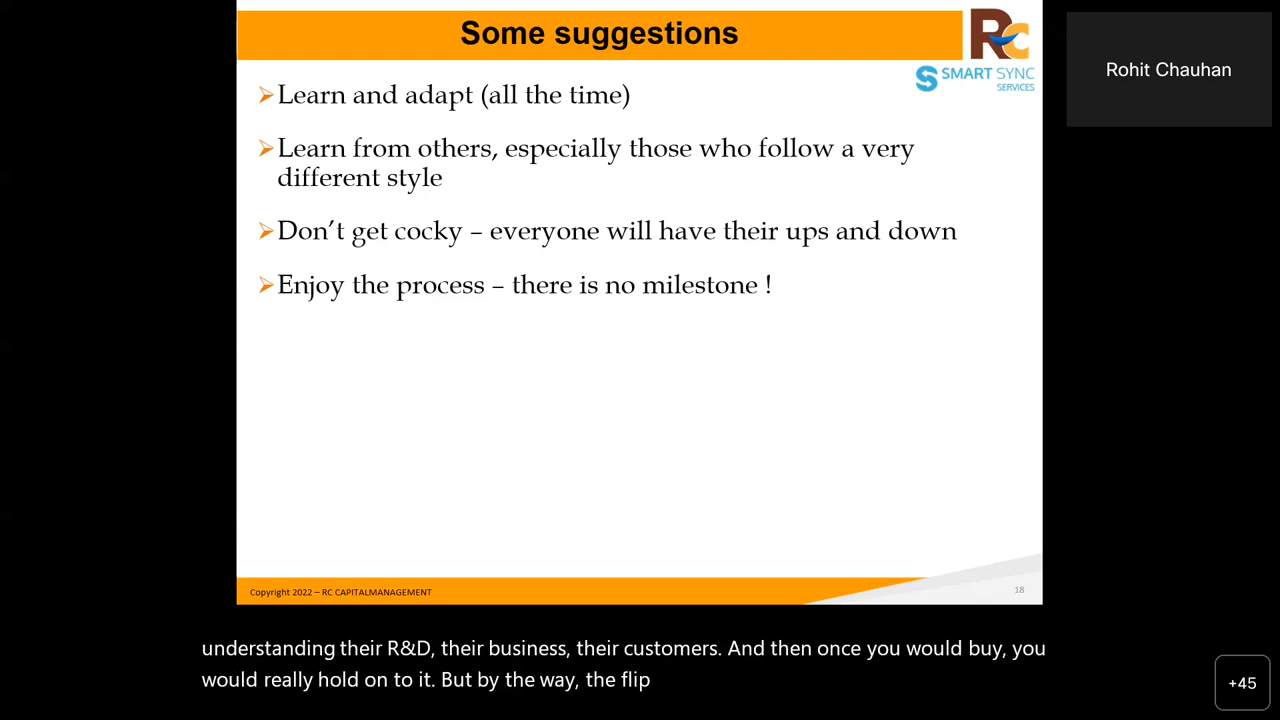 Some suggestions
RC
SMART SYNC
SERVICES
Rohit Chauhan
➢Learn and adapt (all the time)
➢Learn from others, especially those who follow a very
different style
➢Don’t get cocky – everyone will have their ups and down
➢Enjoy the process – there is no milestone !
Copyright 2022 – RC CAPITALMANAGEMENT
18
understanding their R&D, their business, their customers. And then once you would buy, you
would really hold on to it. But by the way, the flip
+45